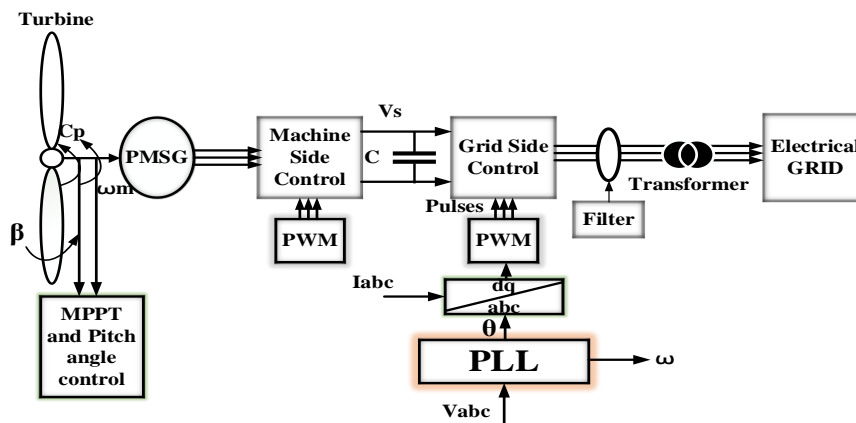 Turbine
Cp
PMSG
ωm
β
MPPT
and Pitch
angle
control
Machine
Side
Control
PWM
Vs
C
Grid Side
Control
Pulses
PWM
Iabc
dq
abc
θ
PLL
ω
Vabc
Filter
Transformer
Electrical
GRID